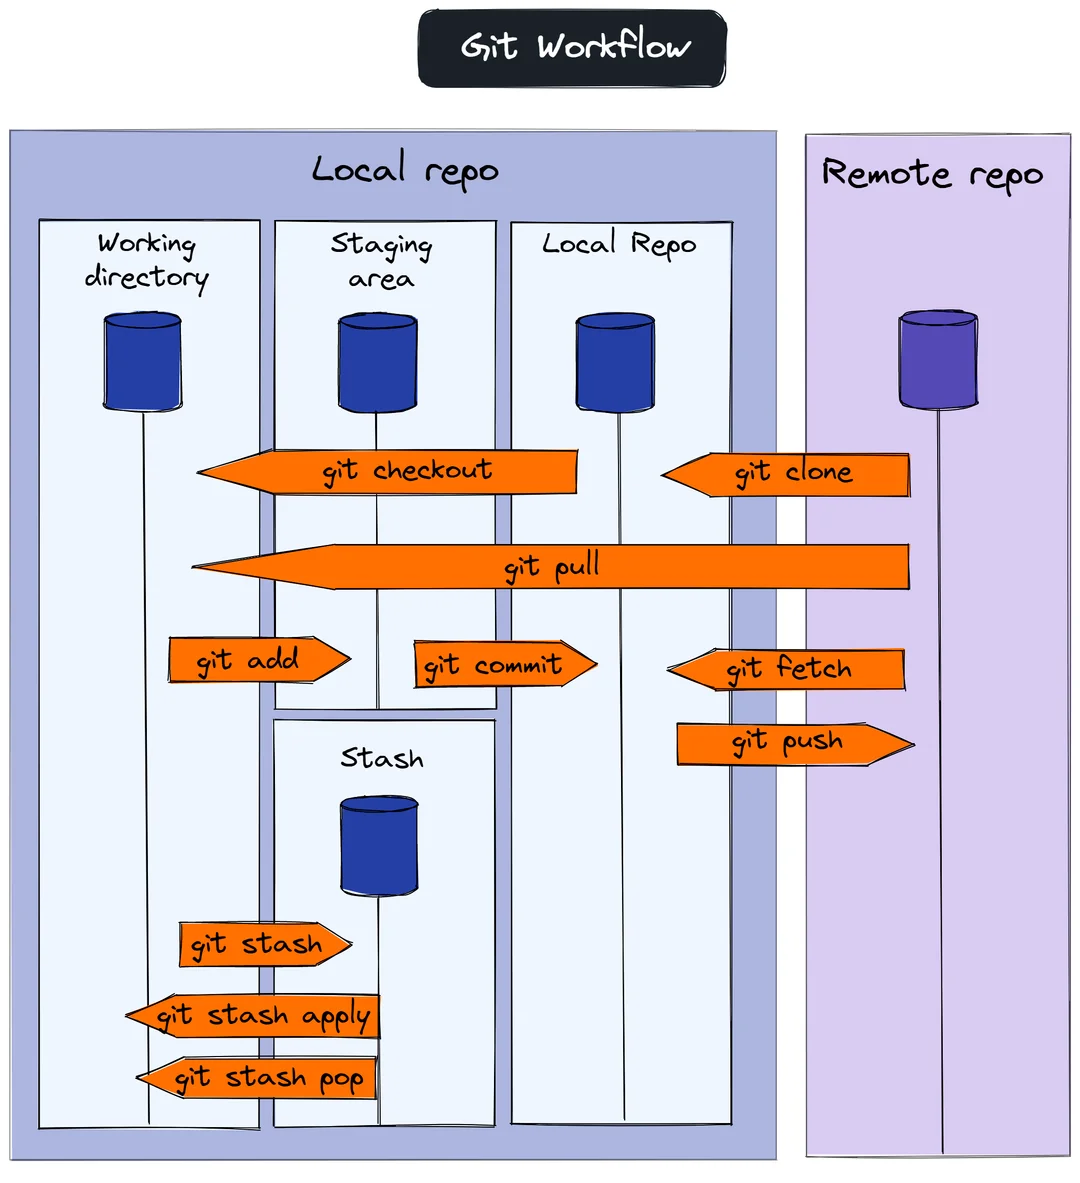 Git Workflow
Local repo
Remote repo
Working
directory
Staging
area
Local Repo
git checkout
git clone
git pull
git add
git commit
git fetch
git push
Stash
git stash
git stash apply
git stash pop